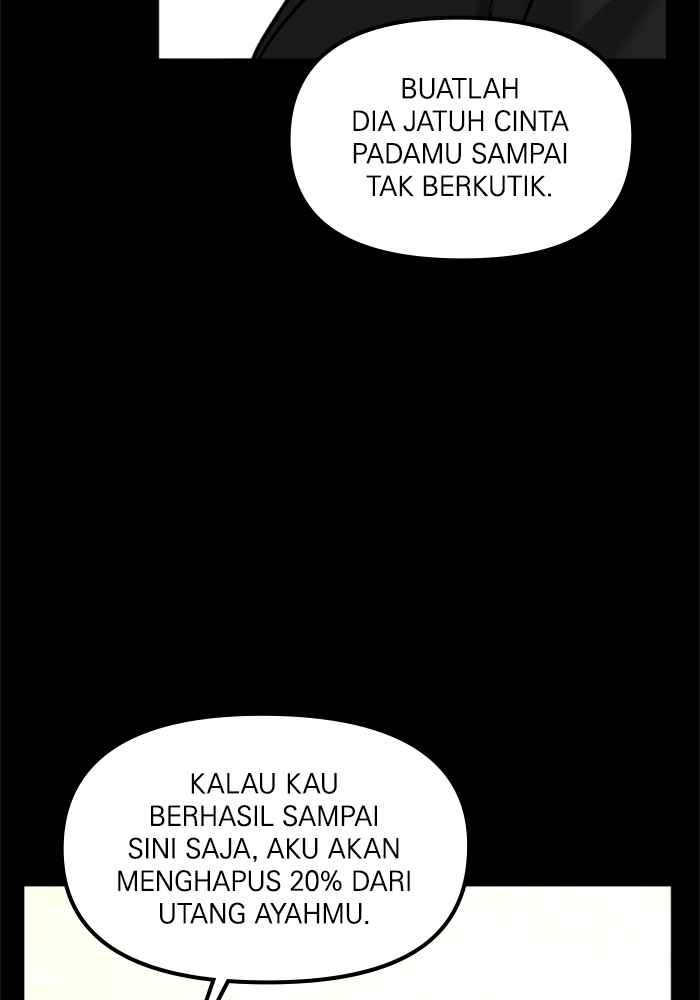 BUATLAH
DIA JATUH CINTA
PADAMU SAMPAI
TAK BERKUTIK.
KALAU KAU
BERHASIL SAMPAI
SINI SAJA, AKU AKAN
MENGHAPUS 20% DARI
UTANG AYAHMU.